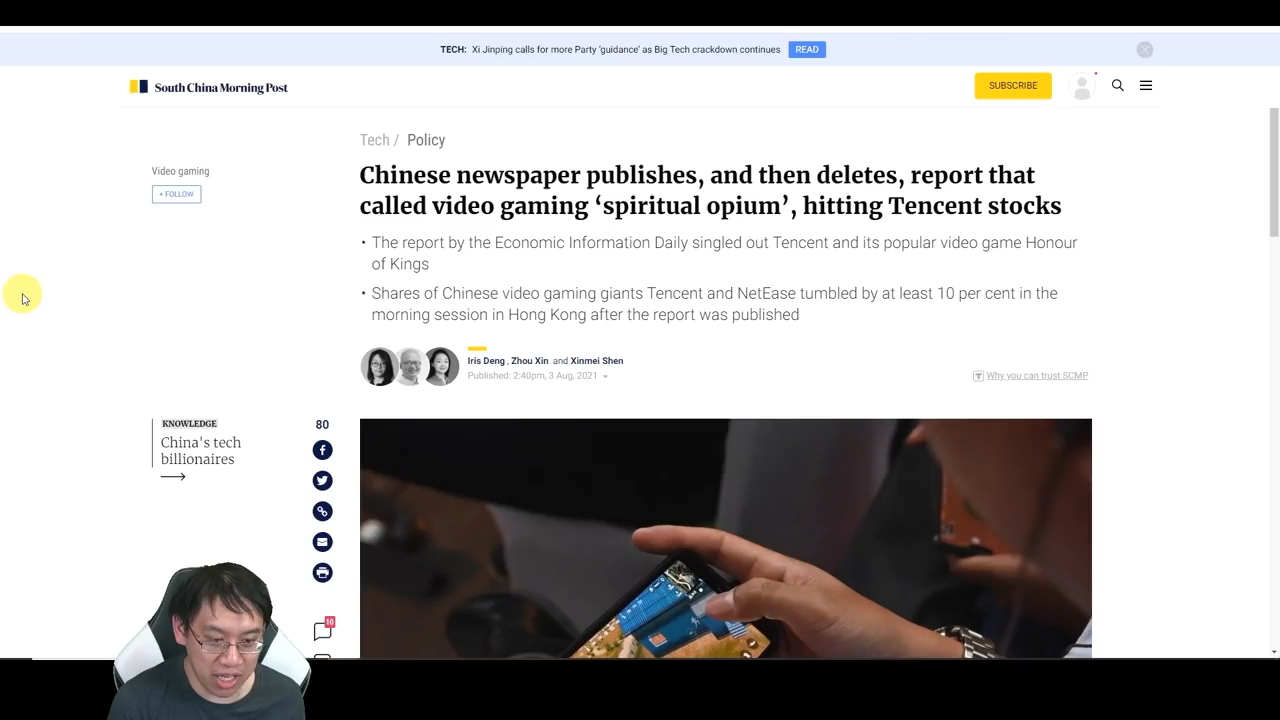 TECH: Xi Jinping calls for more Party 'guidance' as Big Tech crackdown continues READ
South China Morning Post
SUBSCRIBE
Tech / Policy
Video gaming
+ FOLLOW
Chinese newspaper publishes, and then deletes, report that
called video gaming ‘spiritual opium’, hitting Tencent stocks
• The report by the Economic Information Daily singled out Tencent and its popular video game Honour
of Kings
• Shares of Chinese video gaming giants Tencent and NetEase tumbled by at least 10 per cent in the
morning session in Hong Kong after the report was published
Iris Deng, Zhou Xin and Xinmei Shen
Published: 2:40pm, 3 Aug, 2021
Why you can trust SCMP
KNOWLEDGE
China's tech
billionaires
80
10